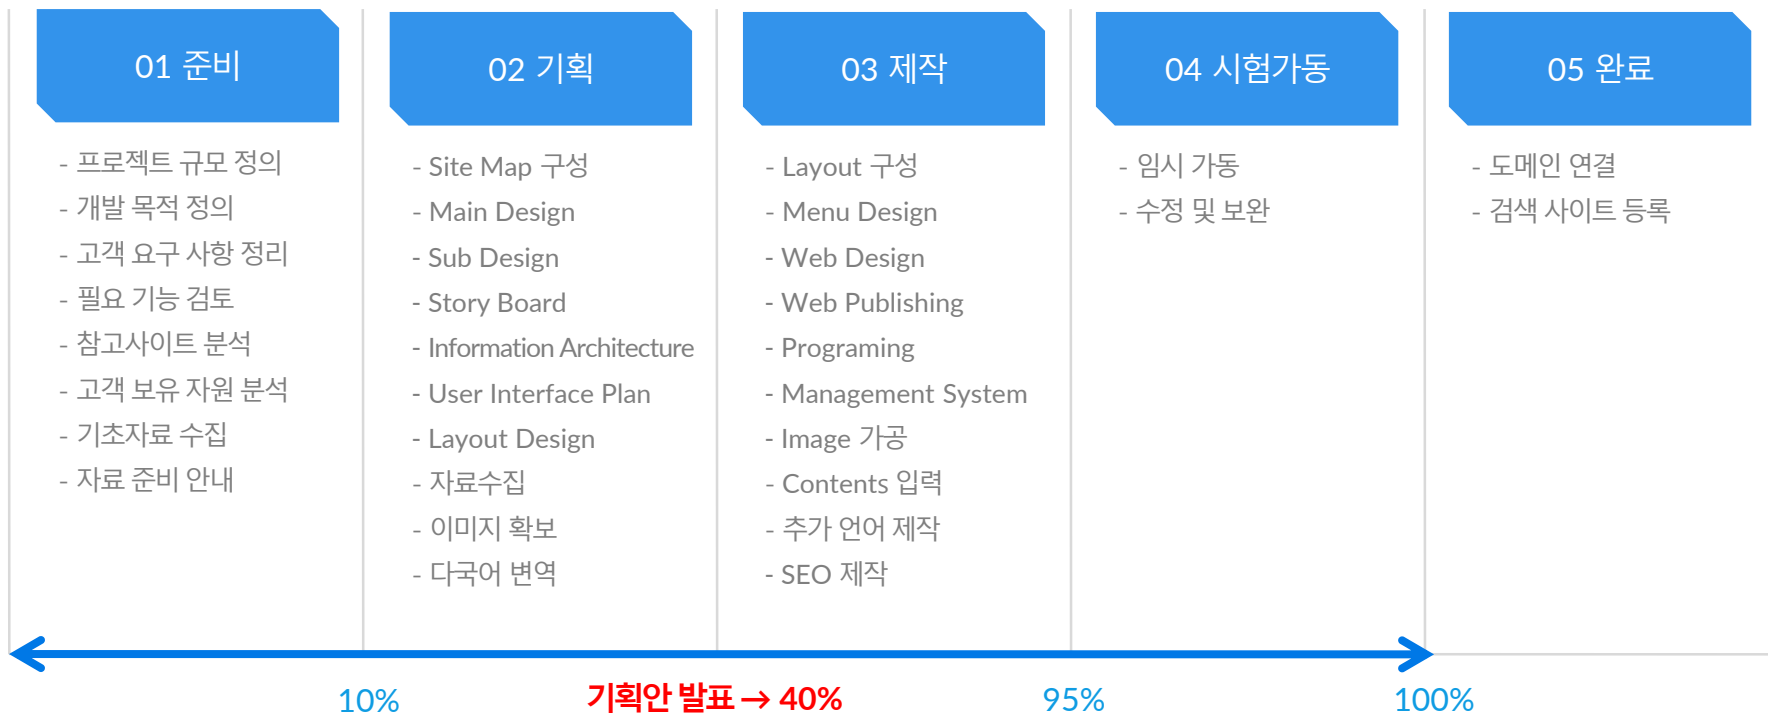 01 준비
- 프로젝트 규모 정의
- 개발 목적 정의
- 고객 요구 사항 정리
- 필요 기능 검토
- 참고사이트 분석
- 고객 보유 자원 분석
- 기초자료 수집
- 자료 준비 안내
02 기획
- Site Map 구성
- Main Design
- Sub Design
- Story Board
- Information Architecture
- User Interface Plan
- Layout Design
- 자료수집
- 이미지 확보
- 다국어 변역
03 제작
- Layout 구성
- Menu Design
- Web Design
- Web Publishing
- Programing
- Management System
- Image 가공
- Contents 입력
- 추가 언어 제작
- SEO 제작
04 시험가동
- 임시 가동
- 수정 및 보완
05 완료
- 도메인 연결
- 검색 사이트 등록
10%
기획안 발표 → 40%
95%
100%